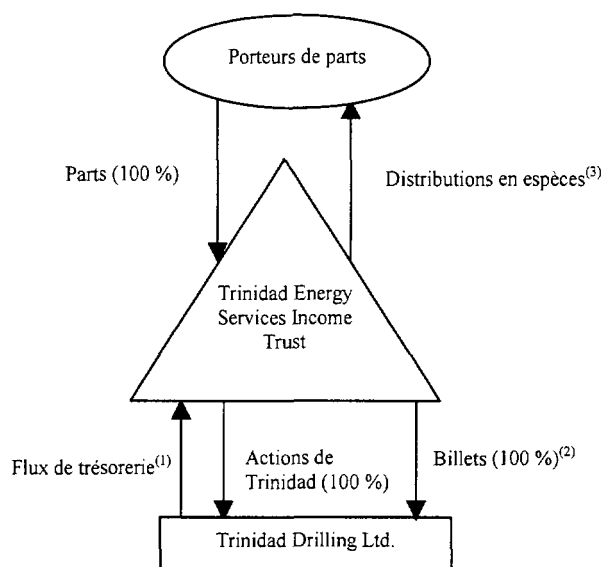 Porteurs de parts
Parts (100 %)
Distributions en espèces(3)
Trinidad Energy
Services Income
Trust
Flux de trésorerie(1)
Actions de
Trinidad (100 %)
Billets (100 %)(2)
Trinidad Drilling Ltd.